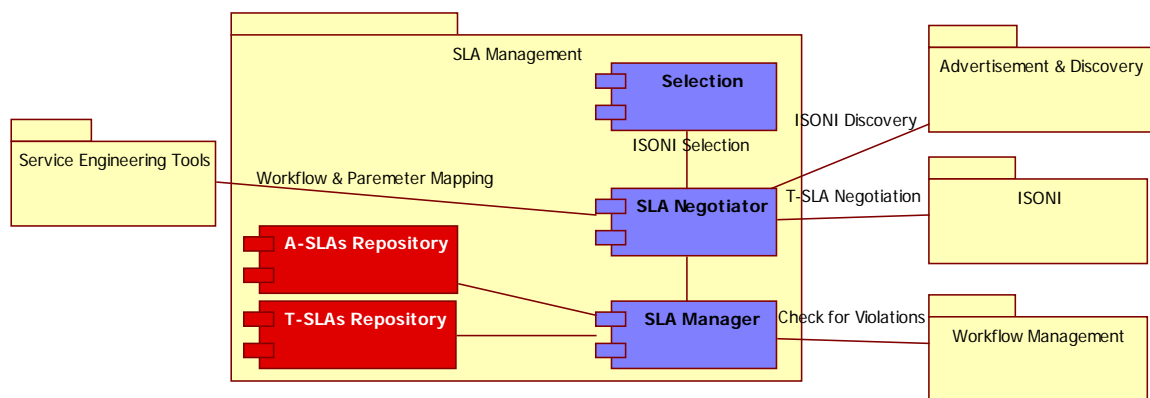 SLA Management
Selection
Advertisement & Discovery
ISONI Discovery
ISONI Selection
Service Engineering Tools
Workflow & Paremeter Mapping
SLA Negotiator
T-SLA Negotiation
ISONI
A-SLAs Repository
T-SLAs Repository
SLA Manager
Check for Violations
Workflow Management